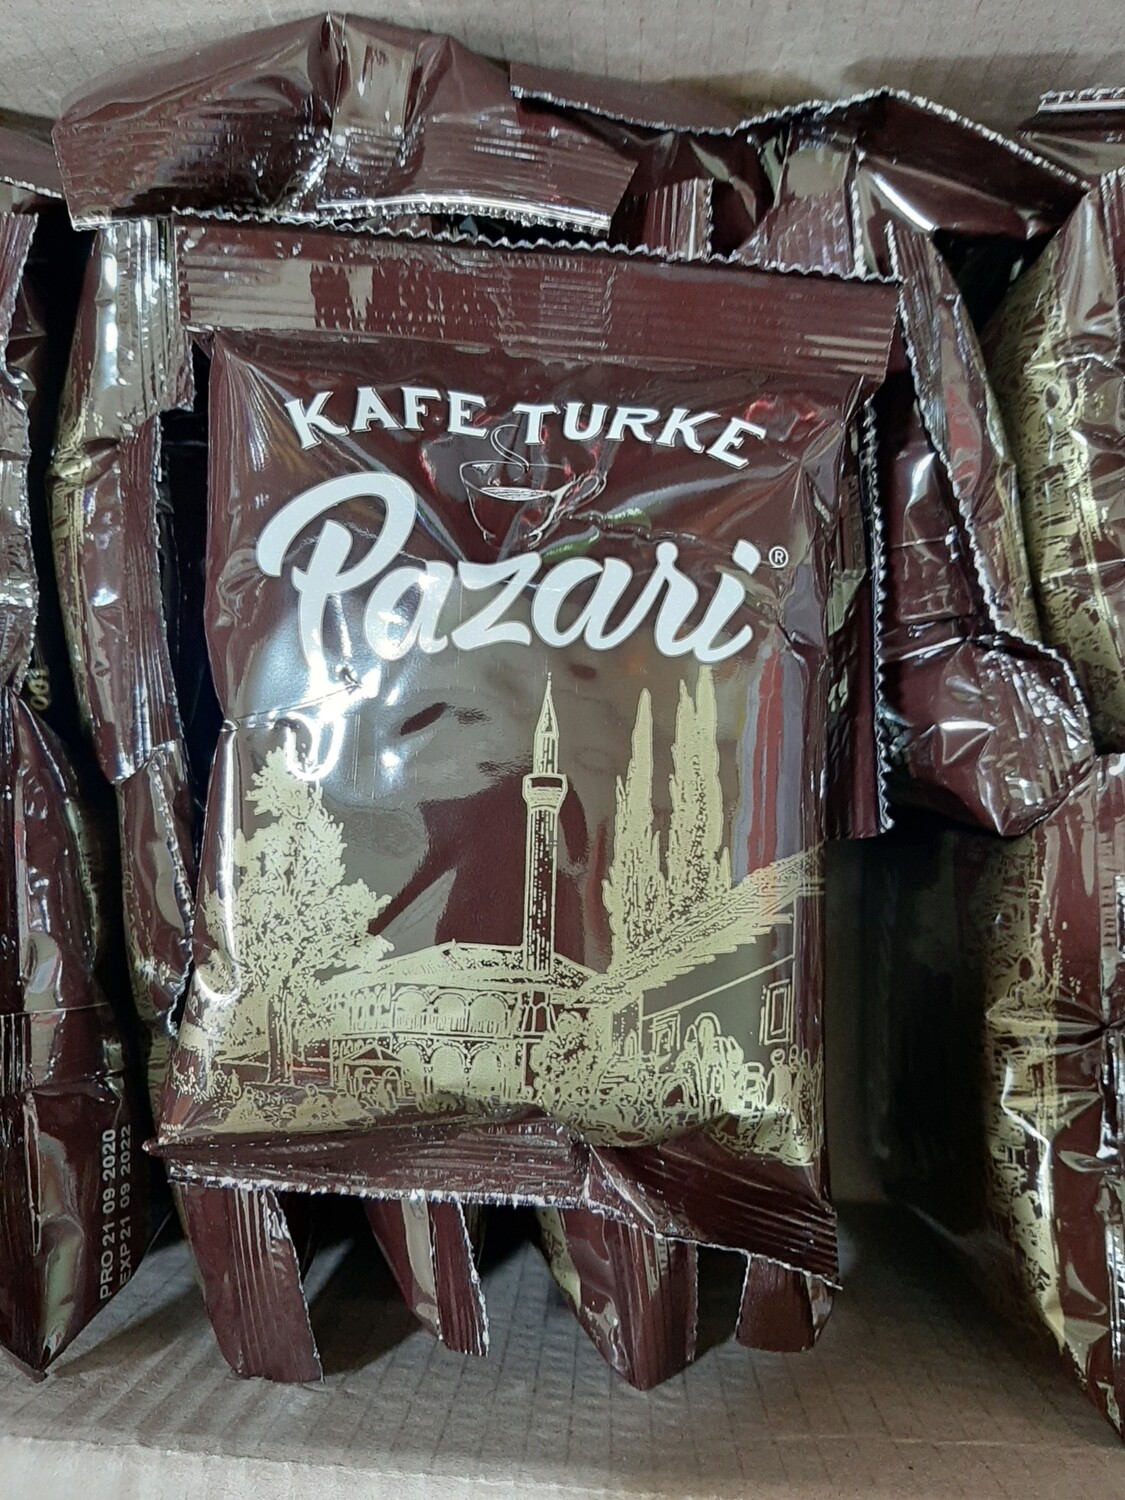 KAFE TURKE
Pazari®
PRO 21 09 2020
EXP 21 09 2022